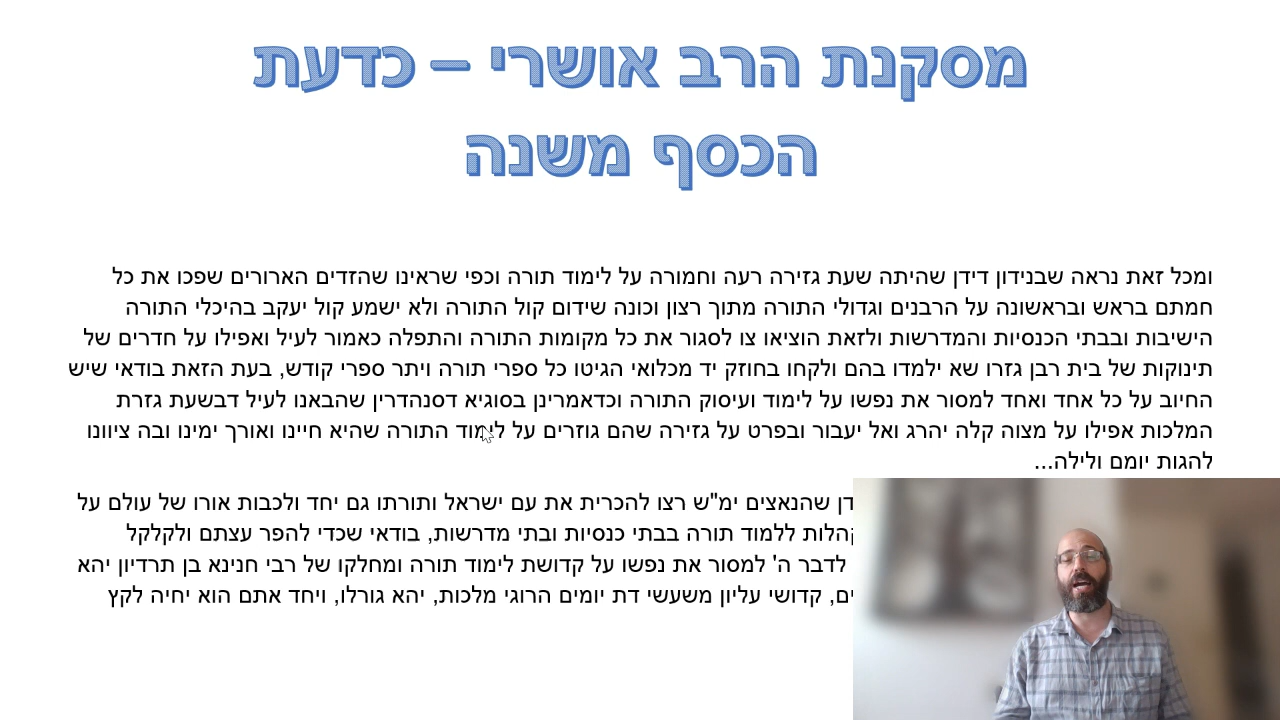 מסקנת הרב אושרי – כדעת
הכסף משנה
ומכל זאת נראה שבנידון דידן שהיתה שעת גזירה רעה וחמורה על לימוד תורה וכפי שראינו שהזדים הארורים שפכו את כל
חמתם בראש ובראשונה על הרבנים וגדולי התורה מתוך רצון וכונה שידום קול התורה ולא ישמע קול יעקב בהיכלי התורה
הישיבות ובבתי הכנסיות והמדרשות ולזאת הוציאו צו לסגור את כל מקומות התורה והתפלה כאמור לעיל ואפילו על חדרים של
תינוקות של בית רבן גזרו שא ילמדו בהם ולקחו בחוזק יד מכלואי הגיטו כל ספרי תורה ויתר ספרי קודש, בעת הזאת בודאי שיש
החיוב על כל אחד ואחד למסור את נפשו על לימוד ועיסוק התורה וכדאמרינן בסוגיא דסנהדרין שהבאנו לעיל דבשעת גזרת
המלכות אפילו על מצוה קלה יהרג ואל יעבור ובפרט על גזירה שהם גוזרים על לימוד התורה שהיא חיינו ואורך ימינו ובה ציוונו
להגות יומם ולילה...
דן שהנאצים ימ"ש רצו להכרית את עם ישראל ותורתו גם יחד ולכבות אורו של עולם על
קהלות ללמוד תורה בבתי כנסיות ובתי מדרשות, בודאי שכדי להפר עצתם ולקלקל
לדבר ה' למסור את נפשו על קדושת לימוד תורה ומחלקו של רבי חנינא בן תרדיון יהא
ים, קדושי עליון משעשי דת יומים הרוגי מלכות, יהא גורלו, ויחד אתם הוא יחיה לקץ